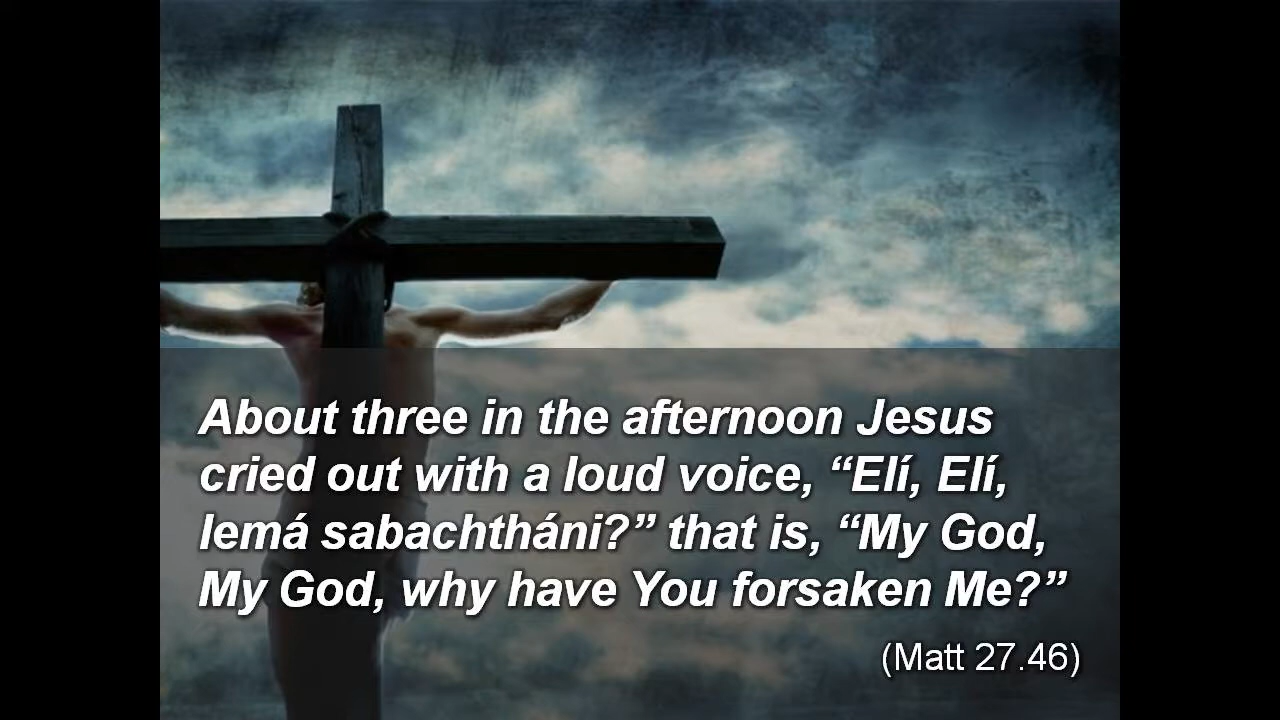 About three in the afternoon Jesus
cried out with a loud voice, “Elí, Elí,
lemá sabachtháni?” that is, “My God,
My God, why have You forsaken Me?”
(Matt 27.46)